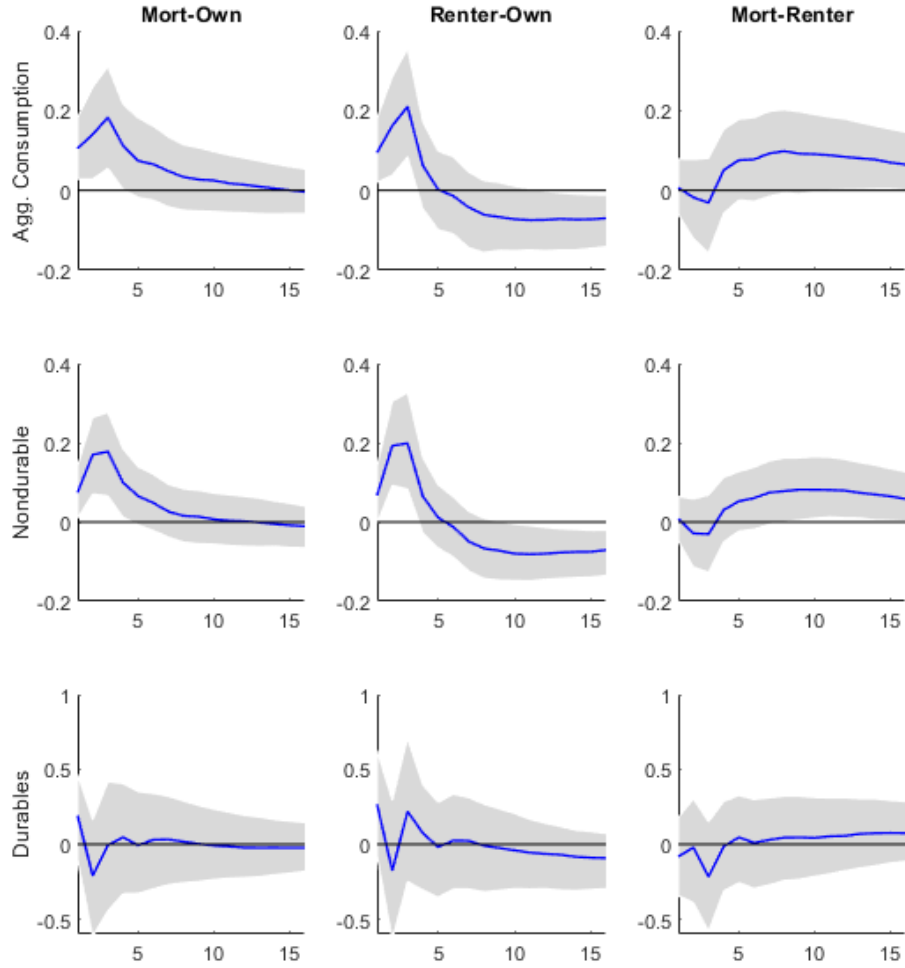 Mort-Own Renter-Own Mort-Renter
Agg. Consumption
0.4 0.4 0.4
0.2 0.2 0.2
0 0 0
-0.2 -0.2 -0.2
5 10 15 5 10 15 5 10 15
Nondurable
0.4 0.4 0.4
0.2 0.2 0.2
0 0 0
-0.2 -0.2 -0.2
5 10 15 5 10 15 5 10 15
Durables
1 1 1
0.5 0.5 0.5
0 0 0
-0.5 -0.5 -0.5
5 10 15 5 10 15 5 10 15